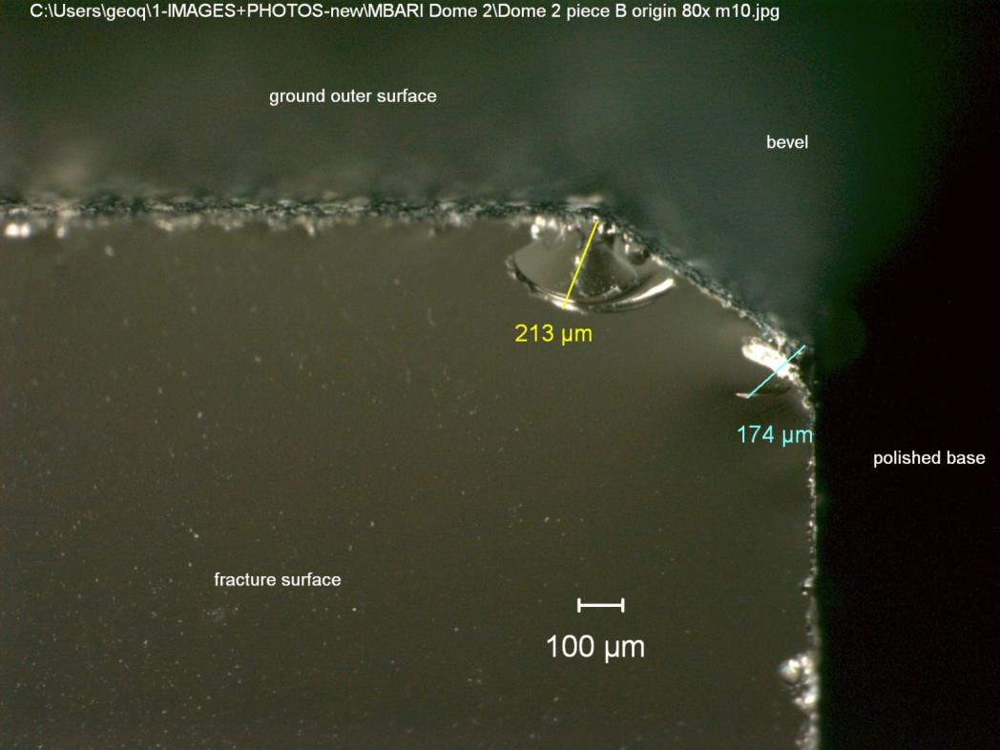 C:\Users\geoq\1-IMAGES+PHOTOS-new\MBARI Dome 2\Dome 2 piece B origin 80x m10.jpg
ground outer surface
bevel
213 µm
174 µm
polished base
fracture surface
100 µm